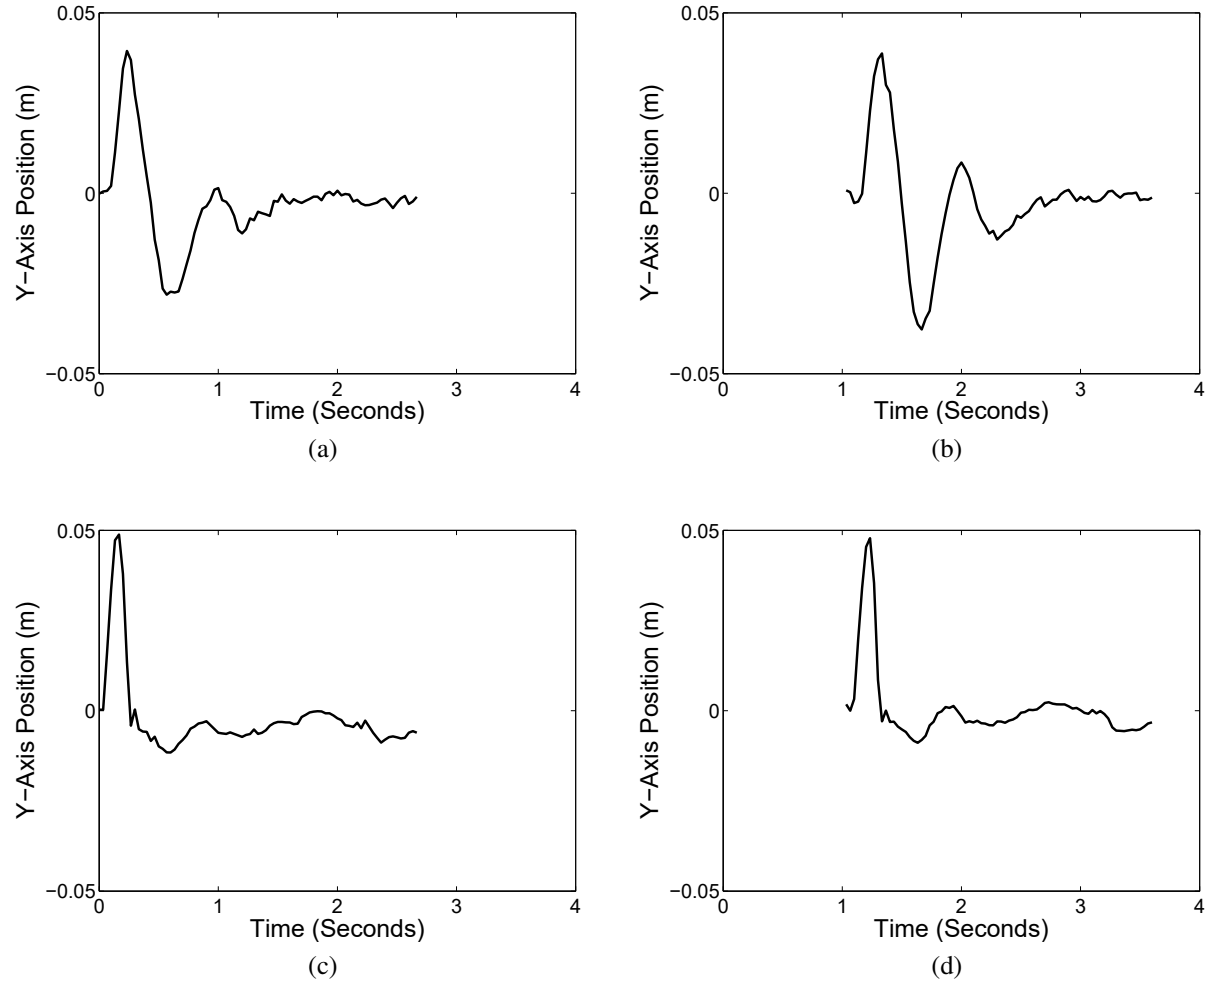 0.05
0
−0.05
Y−Axis Position (m)
0 1 2 3 4
Time (Seconds)
(a)
0.05
0
−0.05
Y−Axis Position (m)
0 1 2 3 4
Time (Seconds)
(b)
0.05
0
−0.05
Y−Axis Position (m)
0 1 2 3 4
Time (Seconds)
(c)
0.05
0
−0.05
Y−Axis Position (m)
0 1 2 3 4
Time (Seconds)
(d)